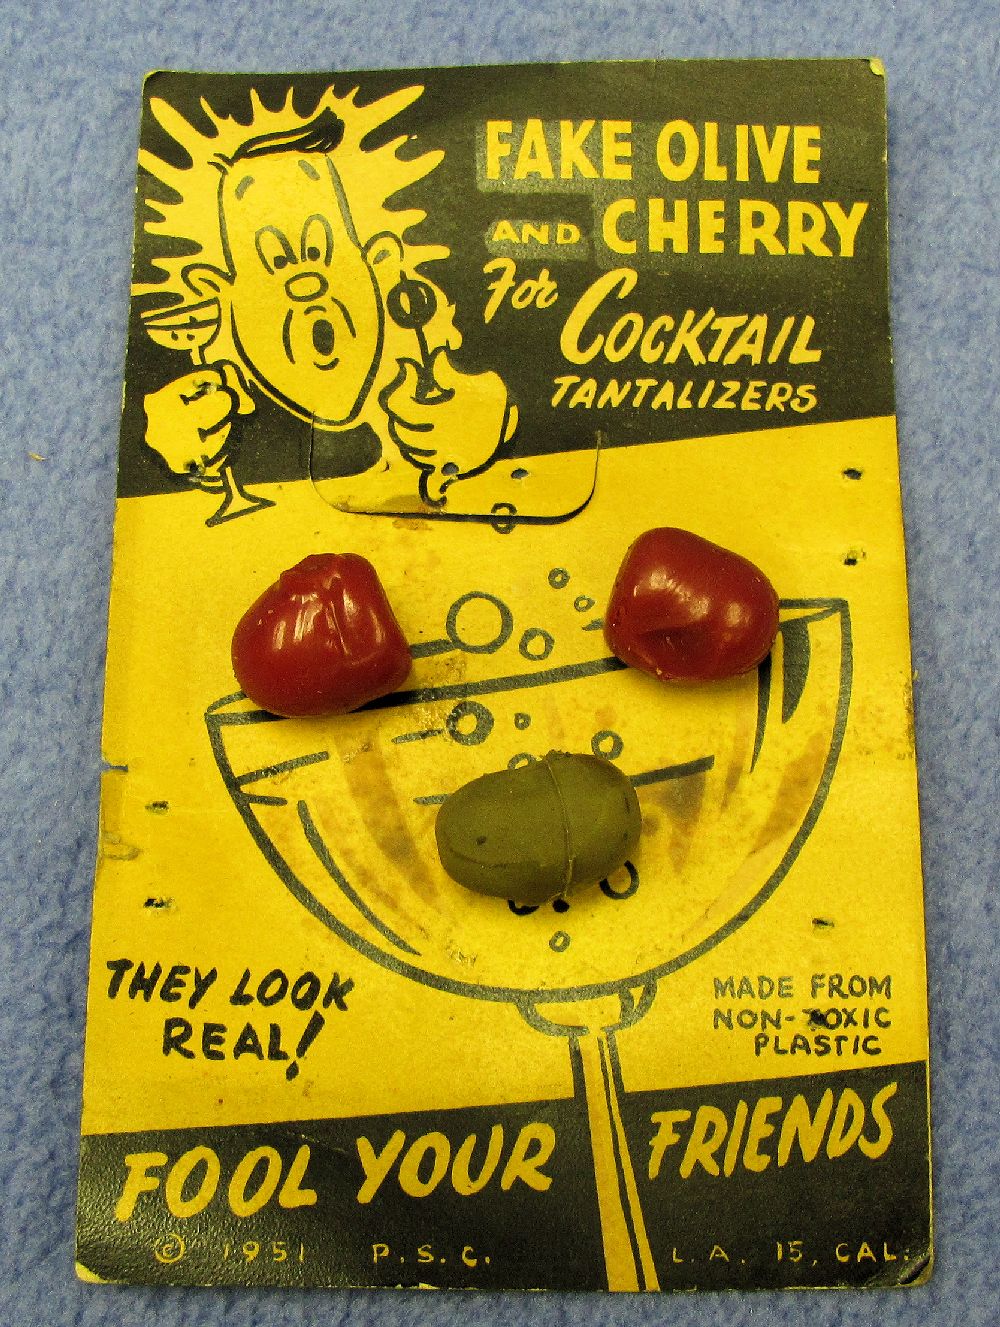 FAKE OLIVE
AND CHERRY
For COCKTAIL
TANTALIZERS
THEY LOOK
REAL!
MADE FROM
NON-TOXIC
PLASTIC
FOOL YOUR FRIENDS
© 1951 P.S.C. L.A. 15, CAL.